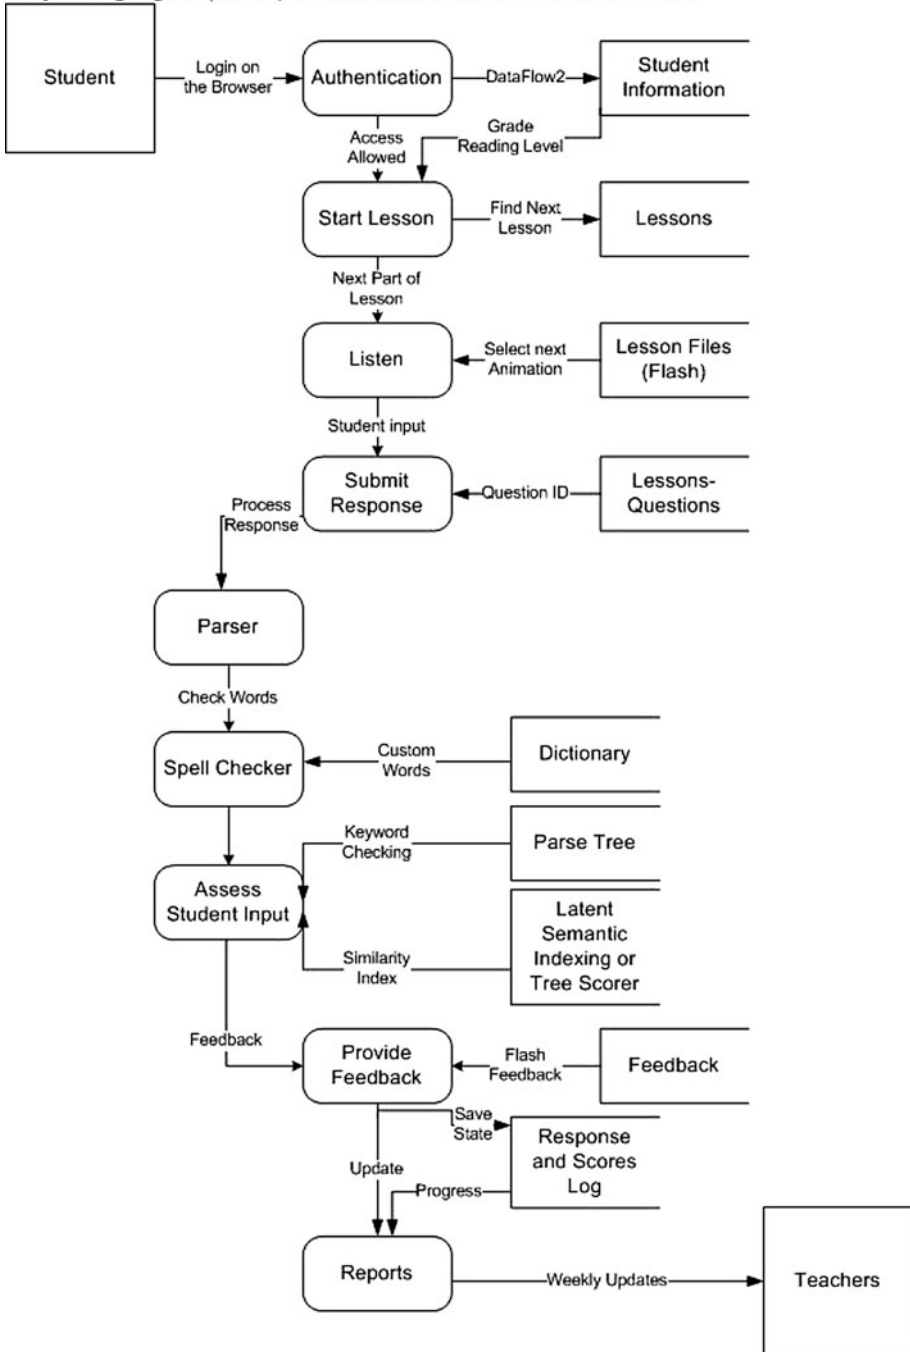 Student
Login on
the Browser
Authentication
DataFlow2
Student
Information
Access
Allowed
Grade
Reading Level
Start Lesson
Find Next
Lesson
Lessons
Next Part of
Lesson
Listen
Select next
Animation
Lesson Files
(Flash)
Student input
Submit
Response
Question ID
Lessons-
Questions
Process
Response
Parser
Check Words
Spell Checker
Custom
Words
Dictionary
Keyword
Checking
Parse Tree
Assess
Student Input
Latent
Semantic
Indexing or
Tree Scorer
Similarity
Index
Feedback
Provide
Feedback
Flash
Feedback
Feedback
Save
State
Response
and Scores
Log
Update
Progress
Reports
Weekly Updates
Teachers